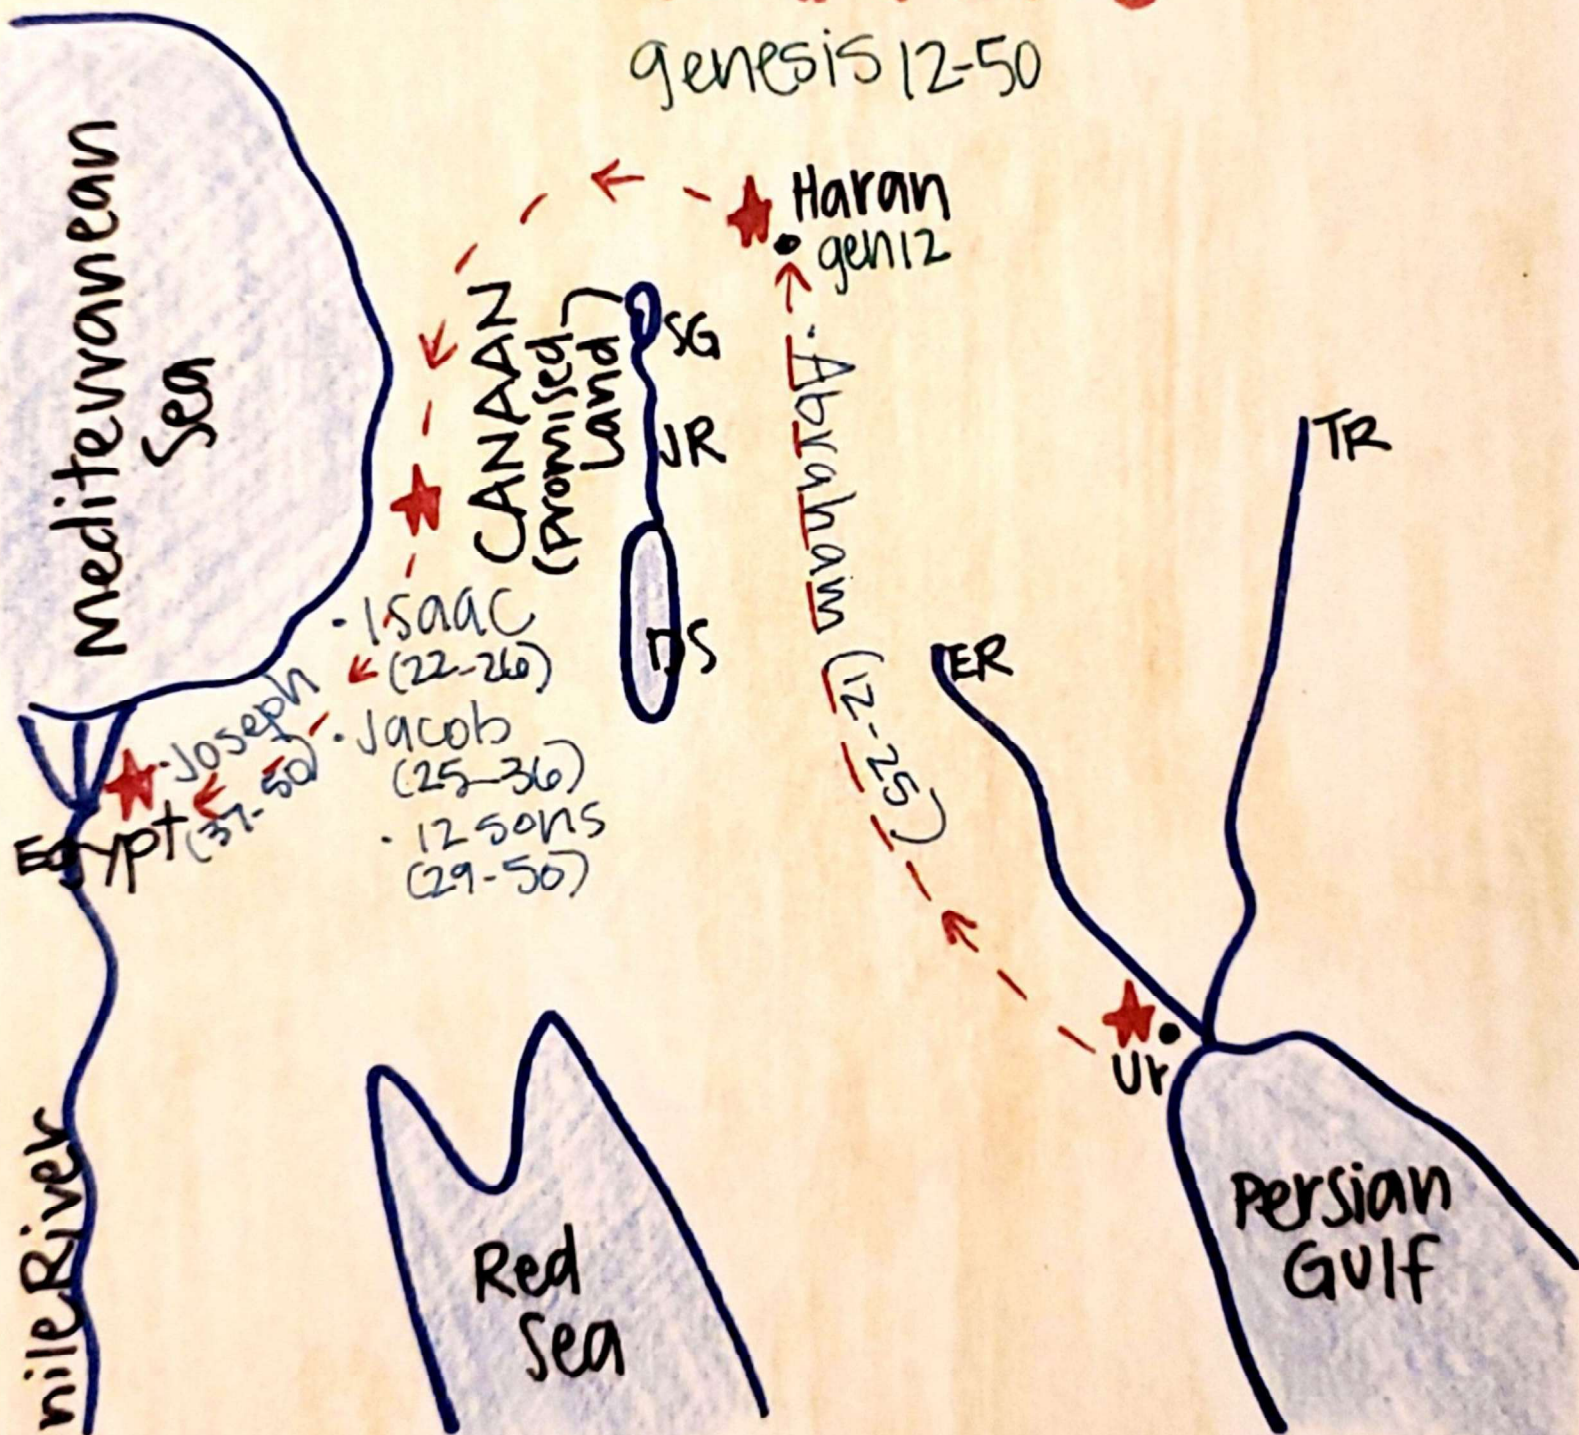 genesis 12-50
Mediterranean
Sea
Haran
gen 12
CANAAN
(promised
Land)
SG
JR
DS
· Abraham (12-25)
TR
ER
· Isaac
(22-26)
· Jacob
(25-36)
· 12 sons
(29-50)
· Joseph
(37-50)
Egypt
Ur
nile River
Red
Sea
Persian
Gulf